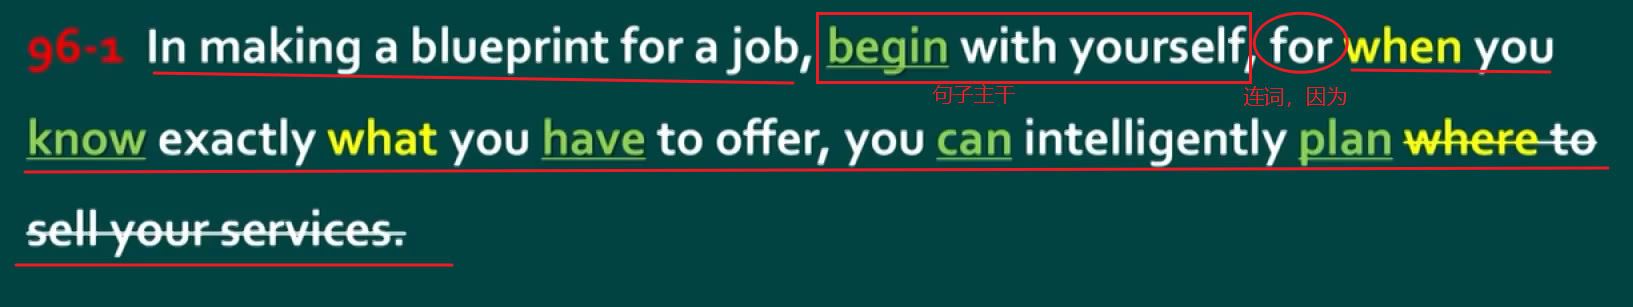 96-1 In making a blueprint for a job, begin with yourself, for when you
句子主干
连词，因为
know exactly what you have to offer, you can intelligently plan where to
sell your services.